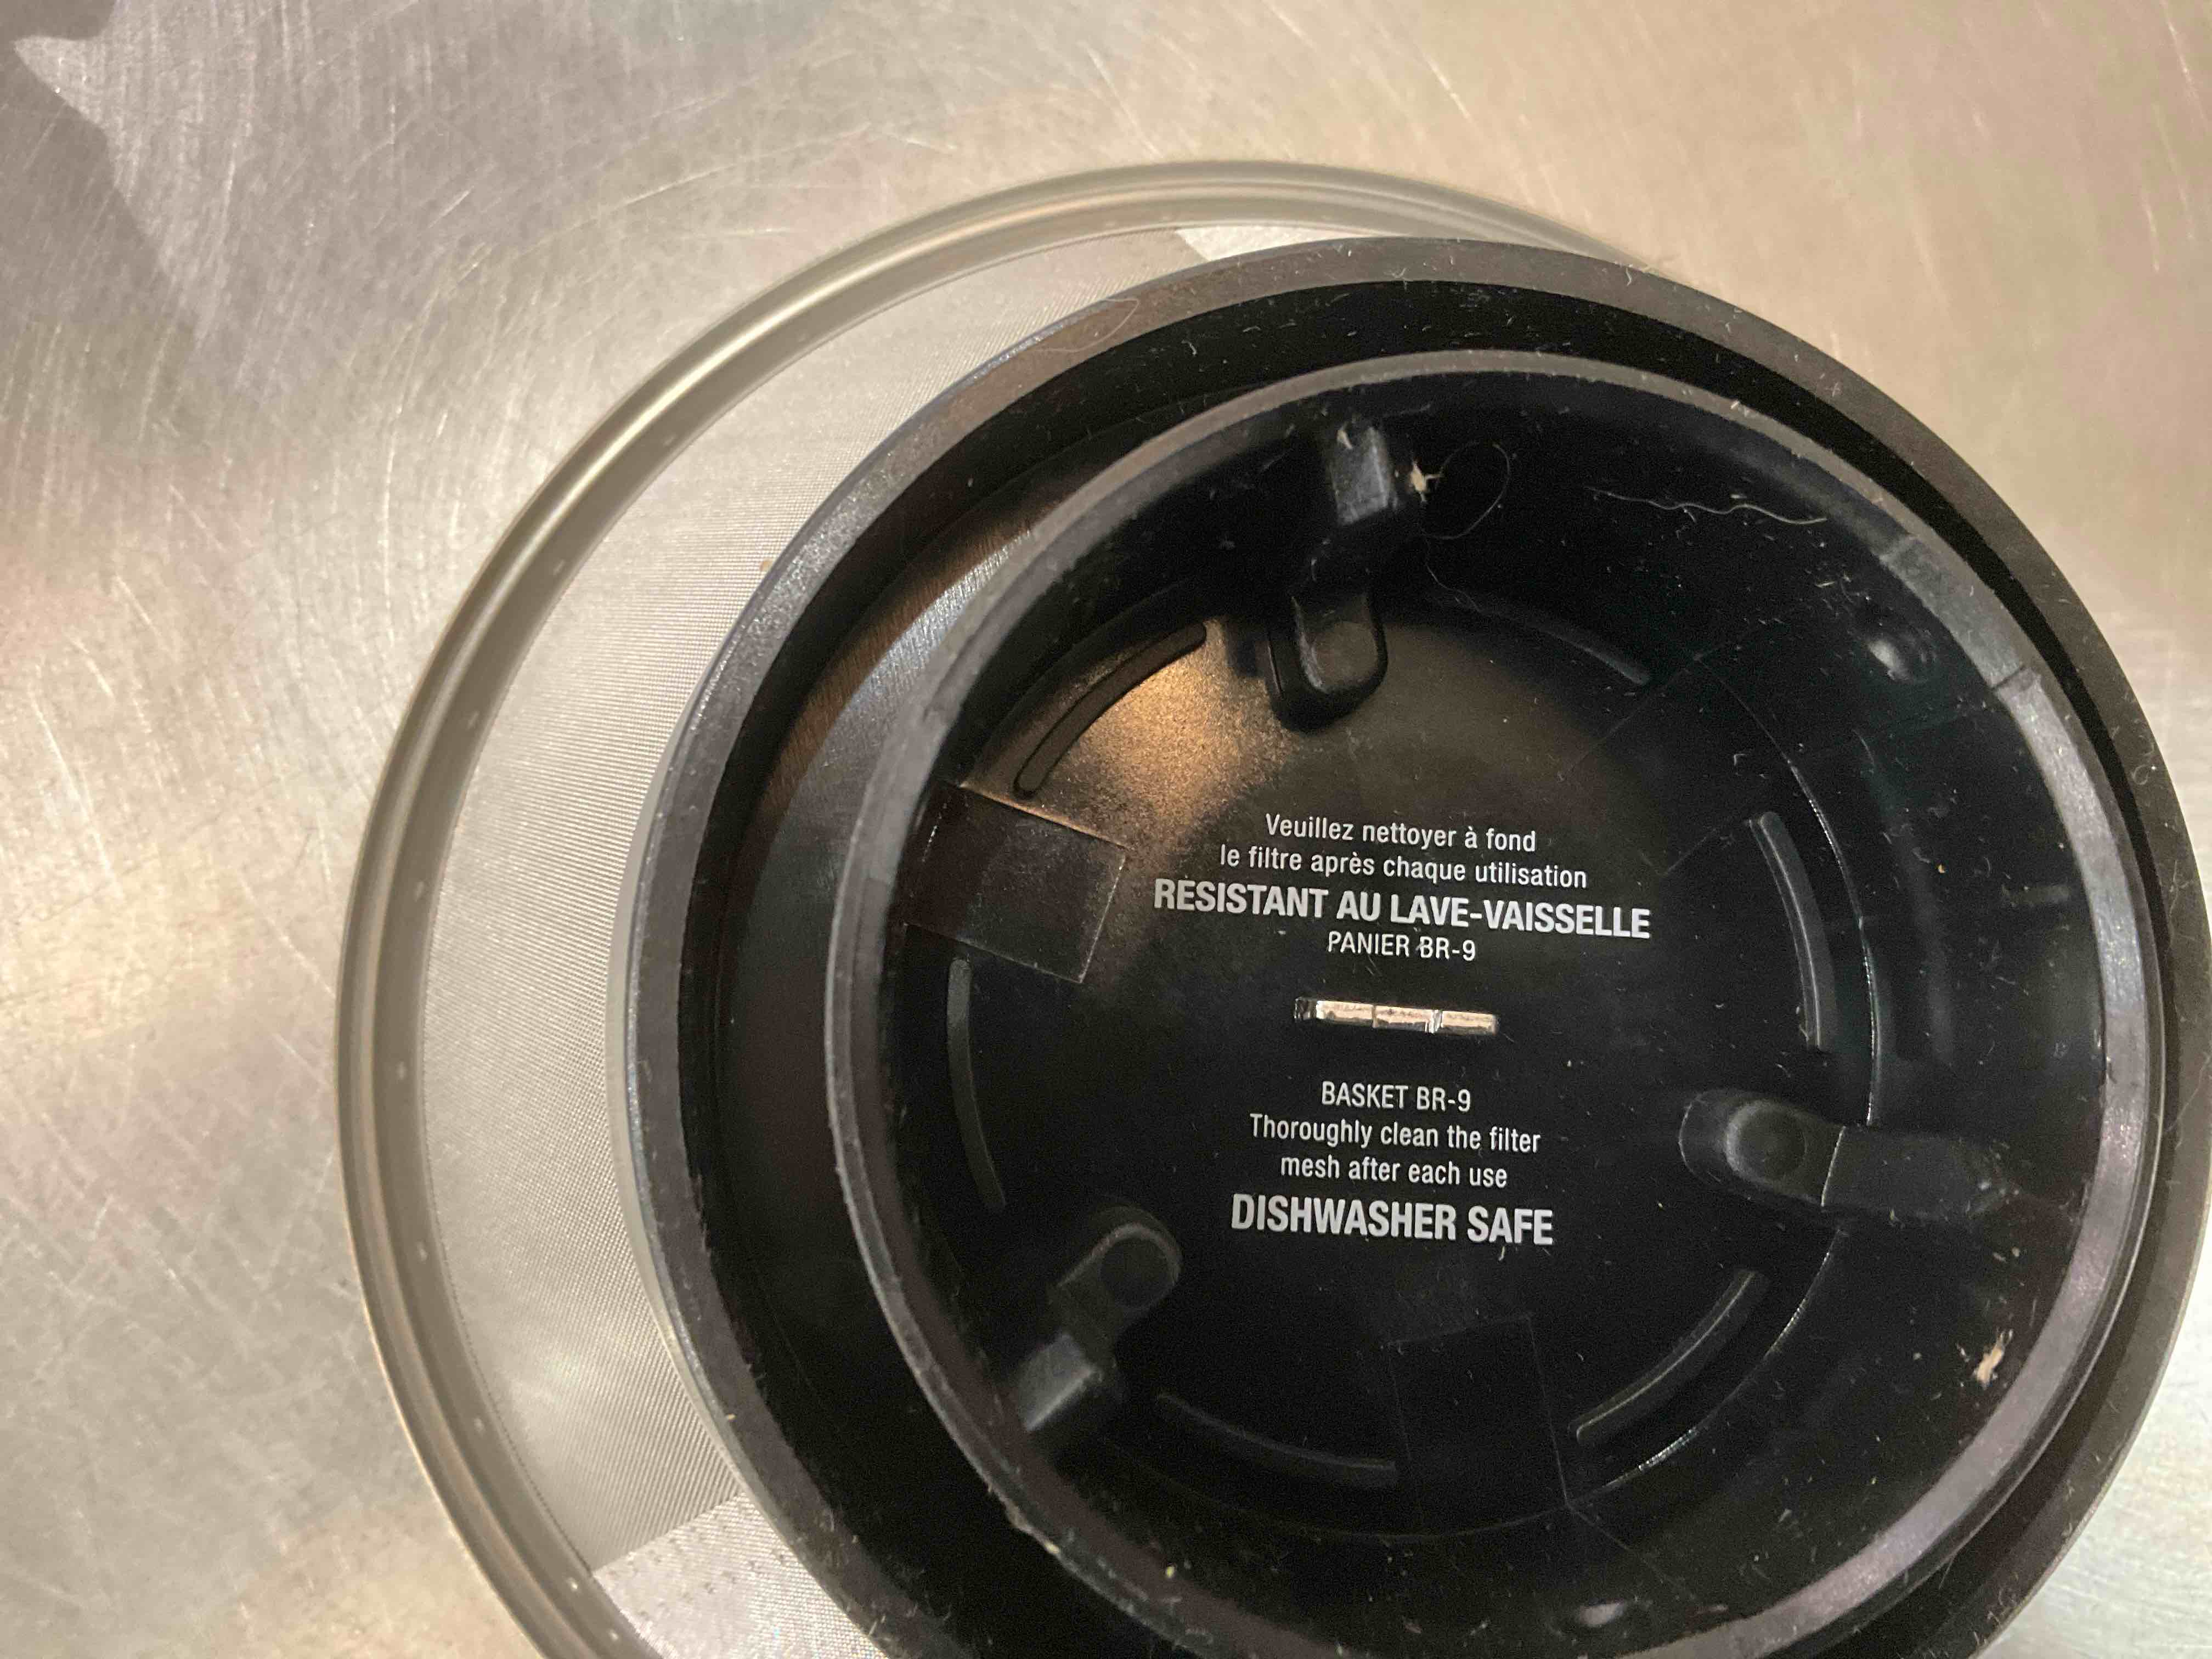 Veuillez nettoyer à fond
le filtre après chaque utilisation
RESISTANT AU LAVE-VAISSELLE
PANIER BR-9
BASKET BR-9
Thoroughly clean the filter
mesh after each use
DISHWASHER SAFE